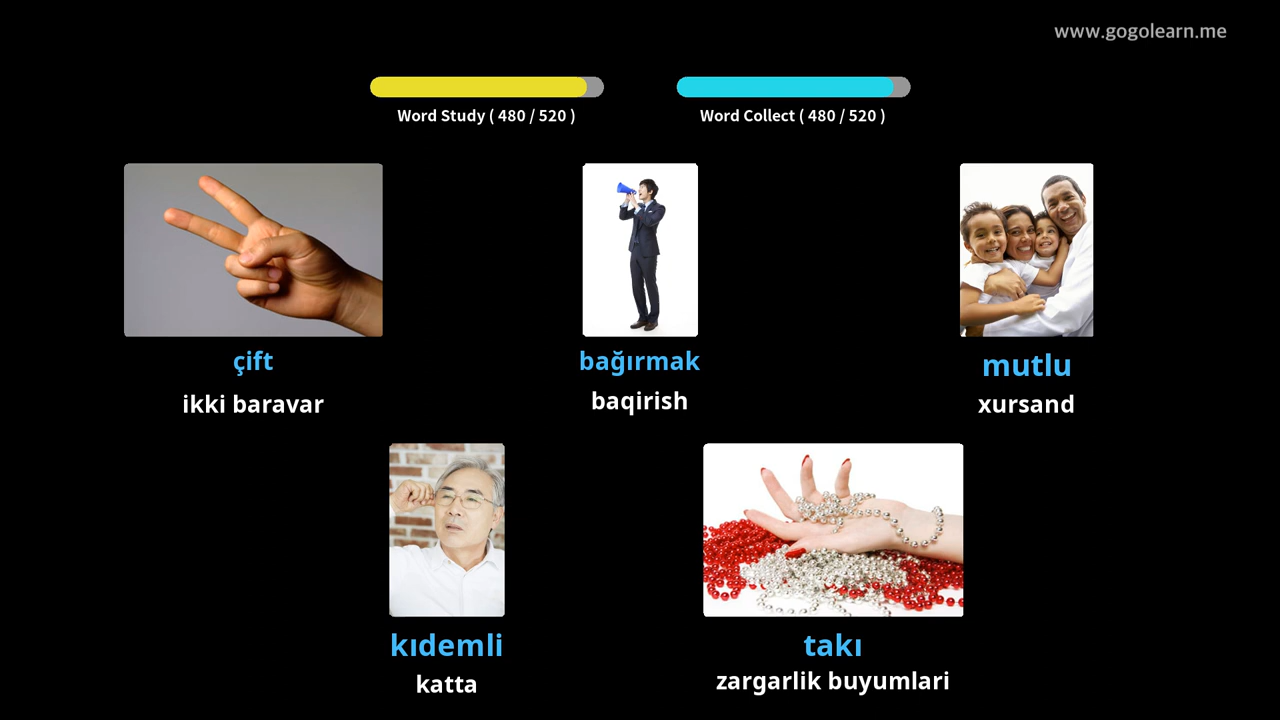 www.gogolearn.me
Word Study ( 480 / 520 )
Word Collect ( 480 / 520 )
çift
ikki baravar
bağırmak
baqirish
mutlu
xursand
kıdemli
katta
takı
zargarlik buyumlari